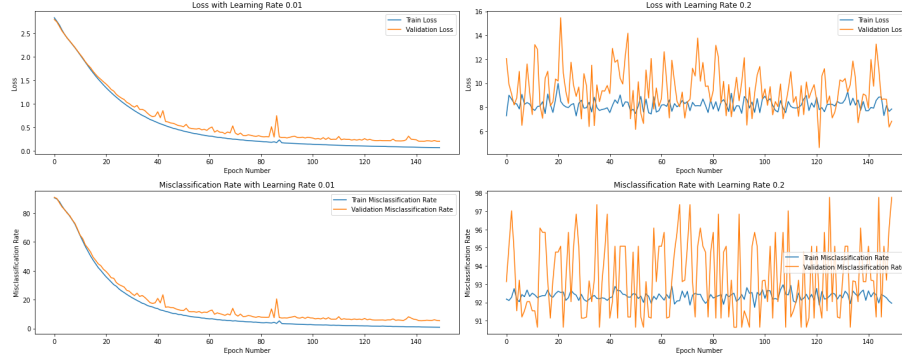 Loss with Learning Rate 0.01
Train Loss
Validation Loss
Loss
2.5
2.0
1.5
1.0
0.5
0.0
0 20 40 60 80 100 120 140
Epoch Number
Loss with Learning Rate 0.2
Train Loss
Validation Loss
Loss
16
14
12
10
8
6
0 20 40 60 80 100 120 140
Epoch Number
Misclassification Rate with Learning Rate 0.01
Train Misclassification Rate
Validation Misclassification Rate
Misclassification Rate
80
60
40
20
0
0 20 40 60 80 100 120 140
Epoch Number
Misclassification Rate with Learning Rate 0.2
Train Misclassification Rate
Validation Misclassification Rate
Misclassification Rate
98
97
96
95
94
93
92
91
0 20 40 60 80 100 120 140
Epoch Number